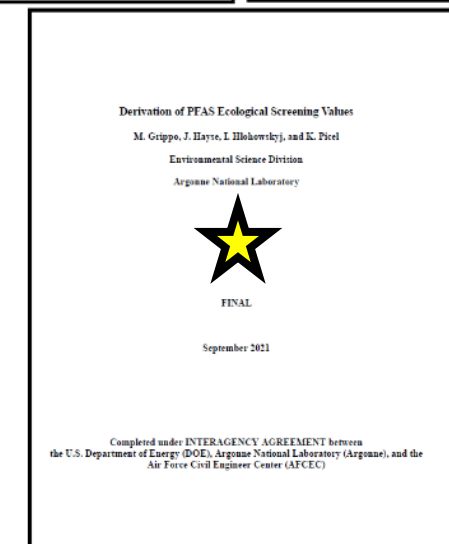 Derivation of PFAS Ecological Screening Values
M. Grippo, J. Hayse, I. Hlohowskyj, and K. Picel
Environmental Science Division
Argonne National Laboratory
FINAL
September 2021
Completed under INTERAGENCY AGREEMENT between
the U.S. Department of Energy (DOE), Argonne National Laboratory (Argonne), and the
Air Force Civil Engineer Center (AFCEC)